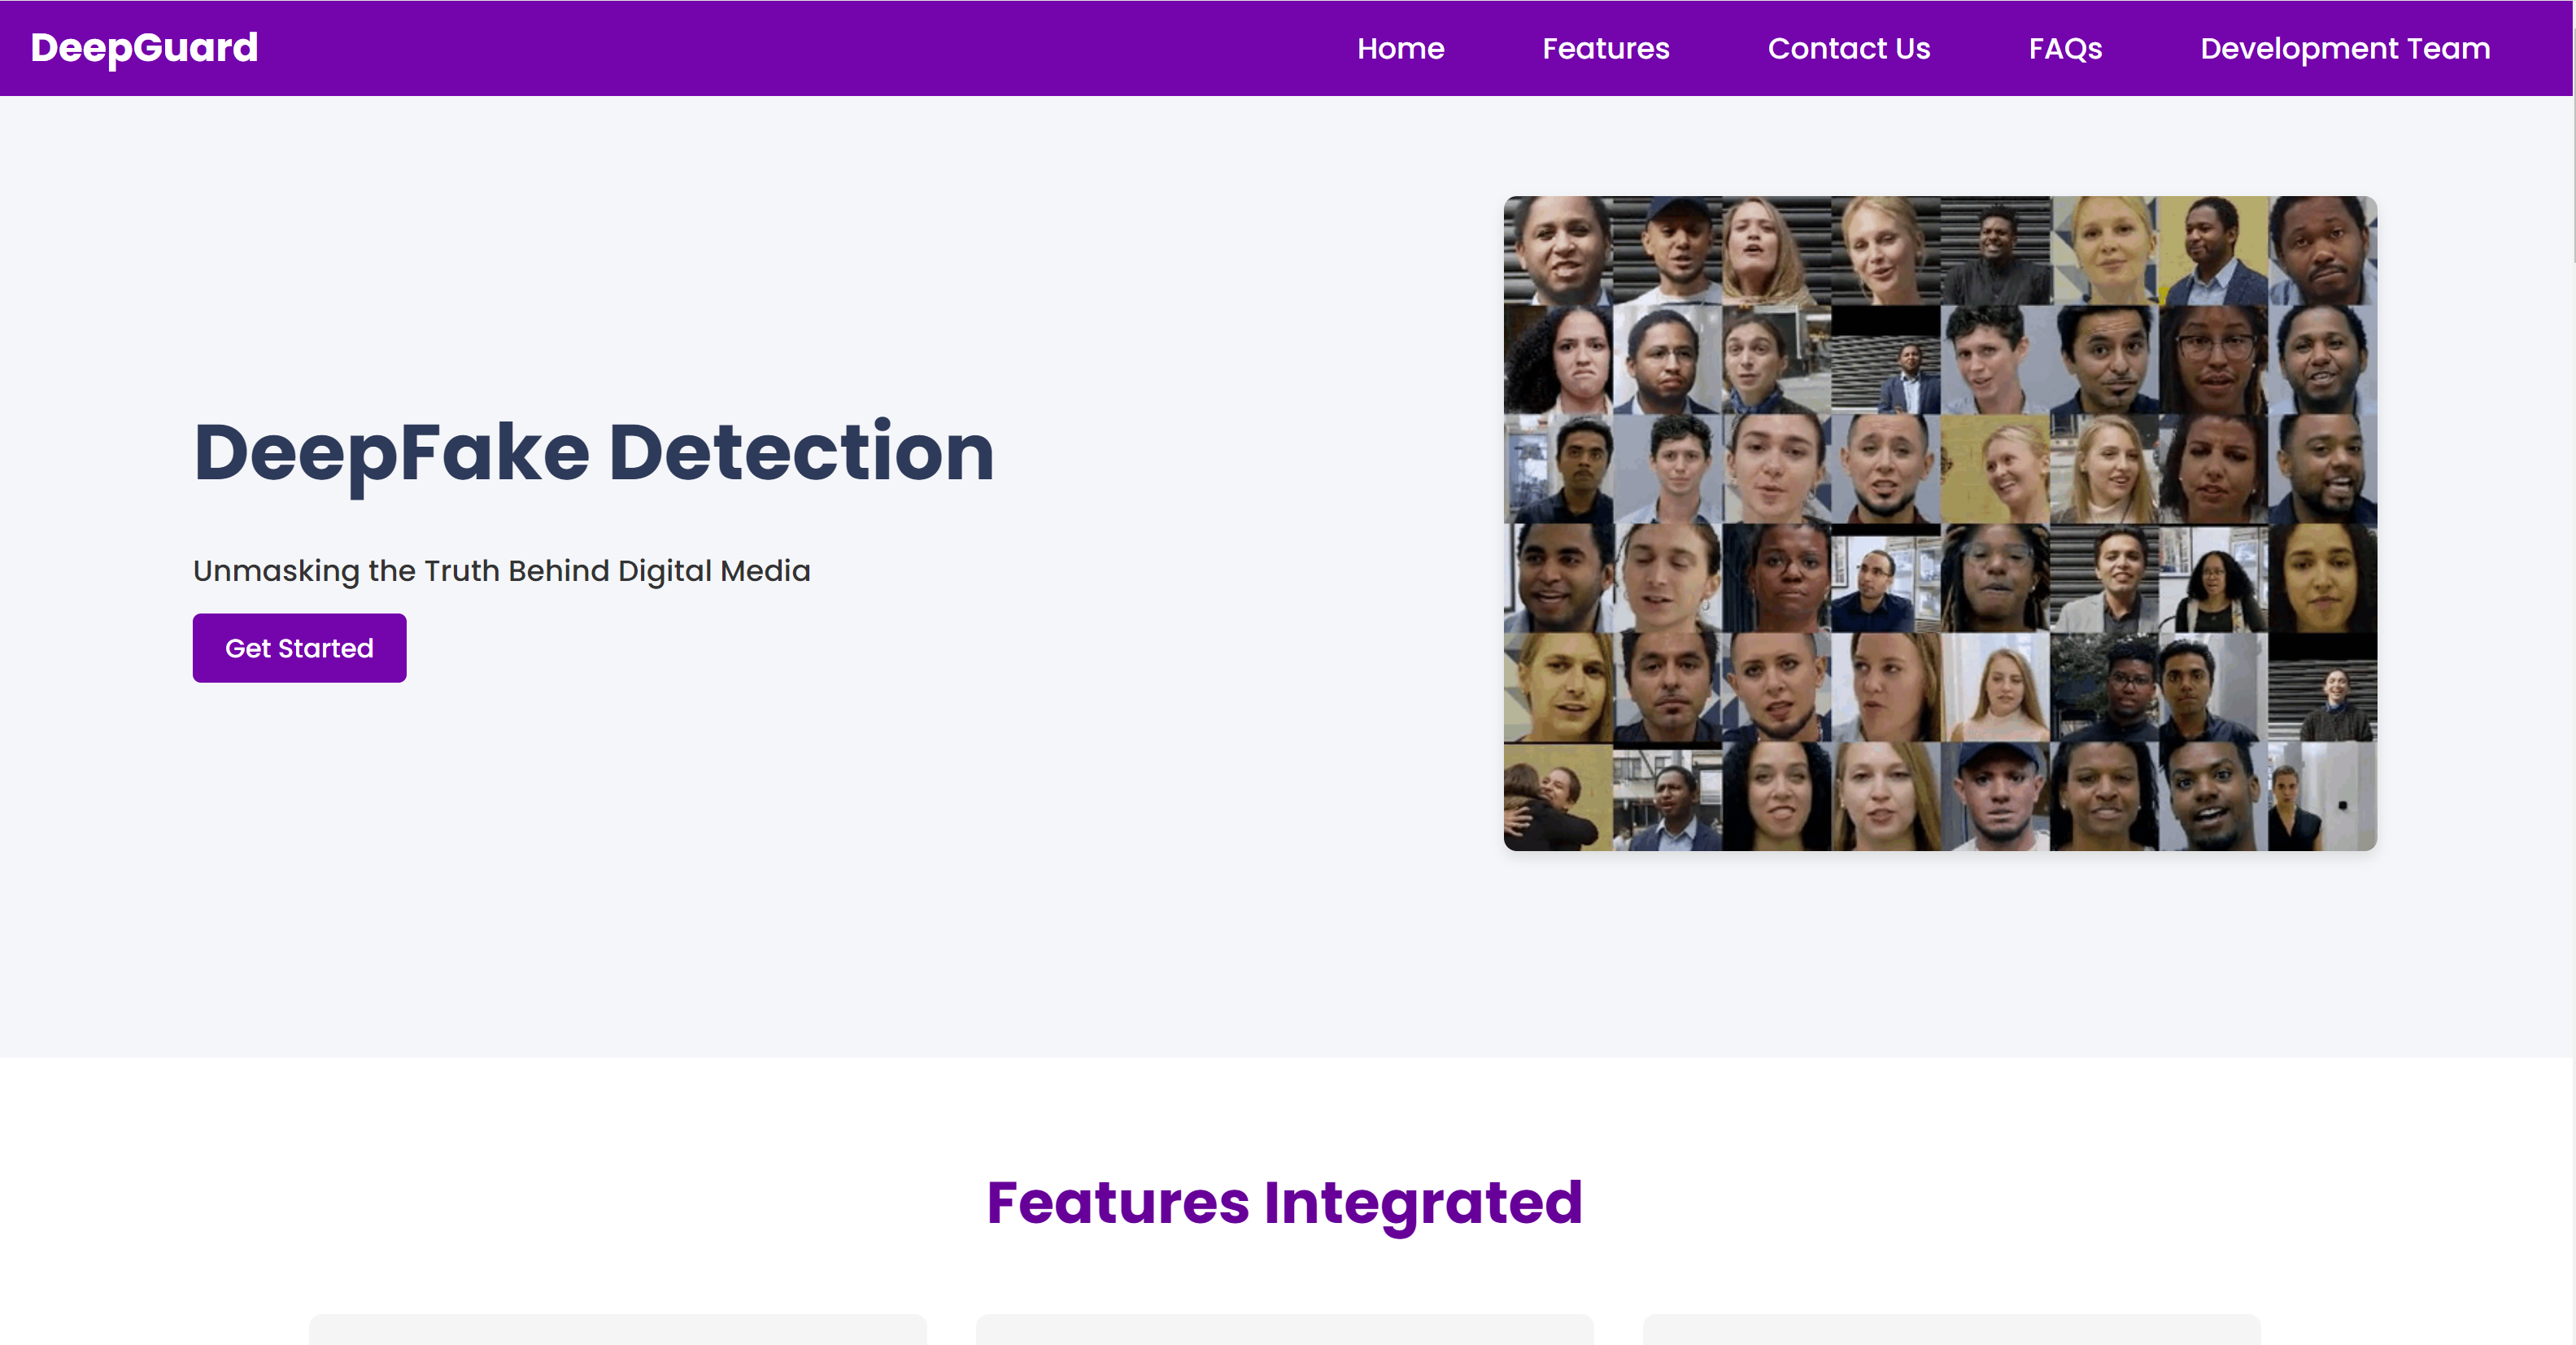 DeepGuard
Home Features Contact Us FAQs Development Team
DeepFake Detection
Unmasking the Truth Behind Digital Media
Get Started
Features Integrated